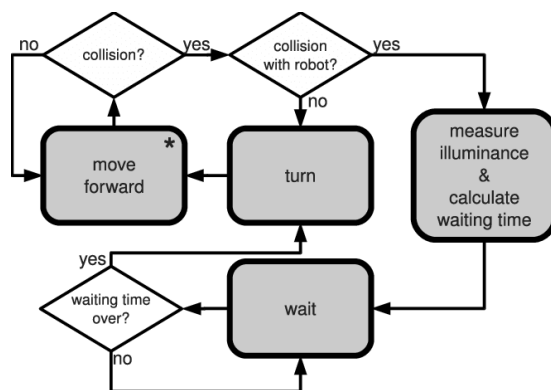 no
collision?
yes
collision
with robot?
yes
no
move
forward
*
turn
measure
illuminance
&
calculate
waiting time
yes
waiting time
over?
no
wait